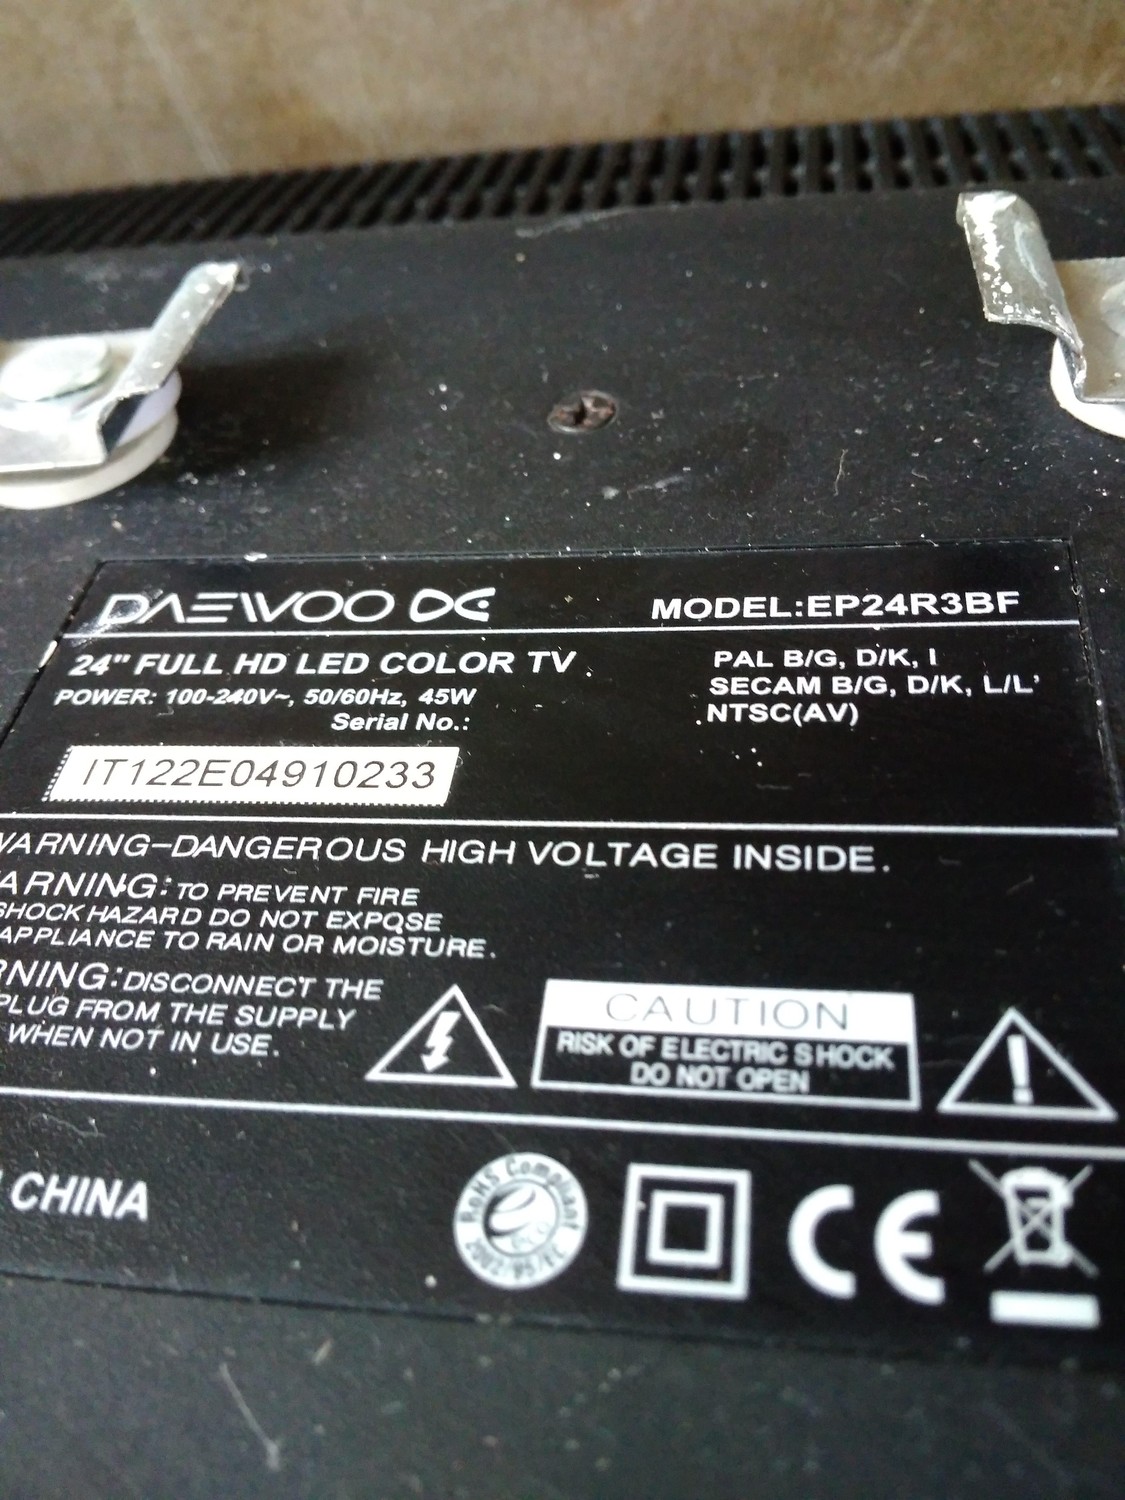 DAEWOO DE
MODEL:EP24R3BF
24" FULL HD LED COLOR TV
POWER: 100-240V~, 50/60Hz, 45W
Serial No.:
IT122E04910233
PAL B/G, D/K, I
SECAM B/G, D/K, L/L'
NTSC(AV)
WARNING-DANGEROUS HIGH VOLTAGE INSIDE.
ARNING: TO PREVENT FIRE
SHOCK HAZARD DO NOT EXPOSE
APPLIANCE TO RAIN OR MOISTURE.
RNING: DISCONNECT THE
PLUG FROM THE SUPPLY
WHEN NOT IN USE.
CAUTION
RISK OF ELECTRIC SHOCK
DO NOT OPEN
CHINA
RoHS Compliant
2002/95/EC
CE